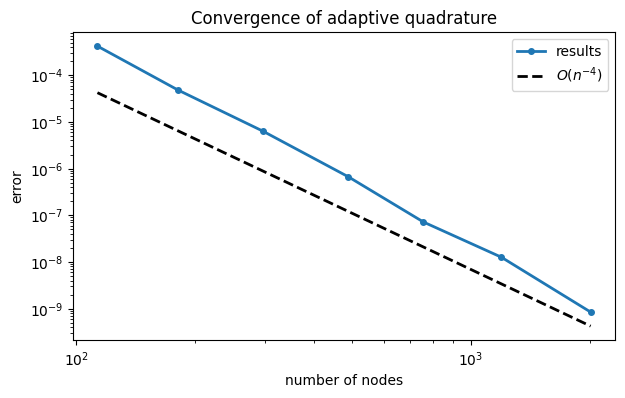 Convergence of adaptive quadrature
results
$O(n^{-4})$
error
10⁻⁴
10⁻⁵
10⁻⁶
10⁻⁷
10⁻⁸
10⁻⁹
10² 10³
number of nodes